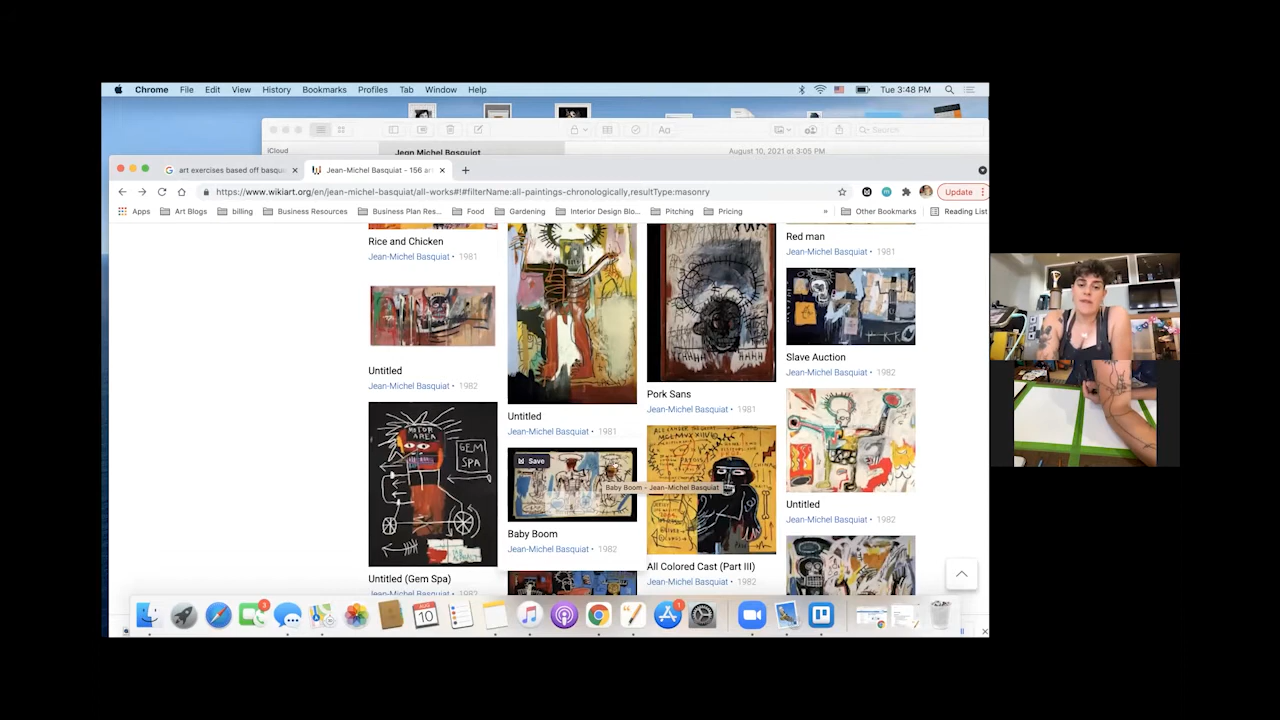 Chrome File Edit View History Bookmarks Profiles Tab Window Help Tue 3:48 PM
Aa Search
iCloud Jean Michel Basquiat August 10, 2021 at 3:05 PM
art exercises based off basqui Jean-Michel Basquiat - 156 ar
https://www.wikiart.org/en/jean-michel-basquiat/all-works#!#filterName:all-paintings-chronologically,resultType:masonry Update
Apps Art Blogs billing Business Resources Business Plan Res... Food Gardening Interior Design Blo... Pitching Pricing » Other Bookmarks Reading List
Rice and Chicken
Jean-Michel Basquiat • 1981
Untitled
Jean-Michel Basquiat • 1982
MOTOR
AREA
GEM
SPA
Untitled (Gem Spa)
Untitled
Jean-Michel Basquiat • 1981
Save
Baby Boom - Jean-Michel Basquiat
Baby Boom
Jean-Michel Basquiat • 1982
Pork Sans
Jean-Michel Basquiat • 1981
All Colored Cast (Part III)
Jean-Michel Basquiat • 1982
Red man
Jean-Michel Basquiat • 1981
Slave Auction
Jean-Michel Basquiat • 1982
Untitled
Jean-Michel Basquiat • 1982
3 AUG 10 1